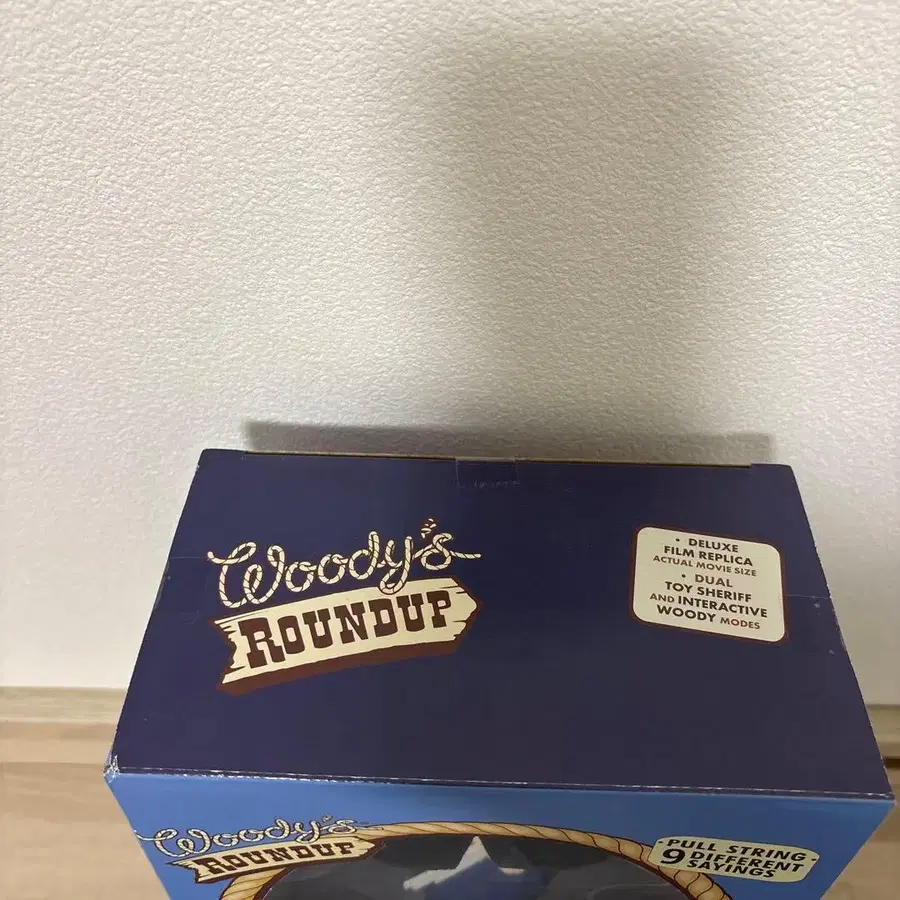 Woody's
ROUNDUP
• DELUXE
FILM REPLICA
ACTUAL MOVIE SIZE
• DUAL
TOY SHERIFF
AND INTERACTIVE
WOODY MODES
Woody's
ROUNDUP
• PULL STRING •
9 DIFFERENT
SAYINGS